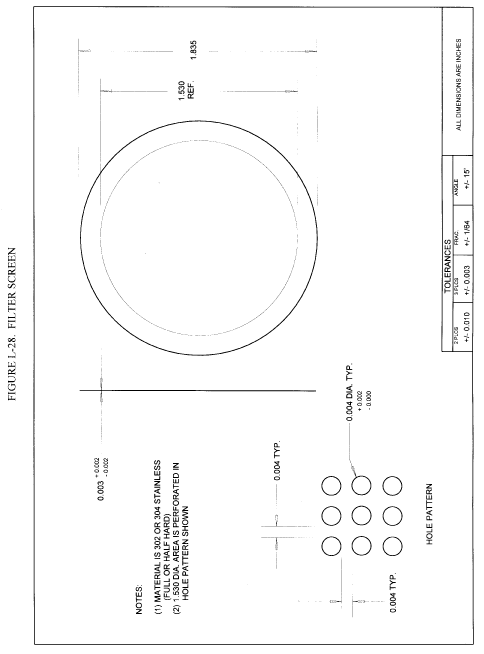 FIGURE L-28. FILTER SCREEN
1.835
1.530
REF.
0.003 +0.002
-0.002
NOTES:
(1) MATERIAL IS 302 OR 304 STAINLESS
(FULL OR HALF HARD)
(2) 1.530 DIA. AREA IS PERFORATED IN
HOLE PATTERN SHOWN
0.004 TYP.
0.004 DIA. TYP.
+0.002
-0.000
0.004 TYP.
HOLE PATTERN
TOLERANCES
2 PLCS 3 PLCS FRAC. ANGLE
+/- 0.010 +/- 0.003 +/- 1/64 +/- 15'
ALL DIMENSIONS ARE INCHES